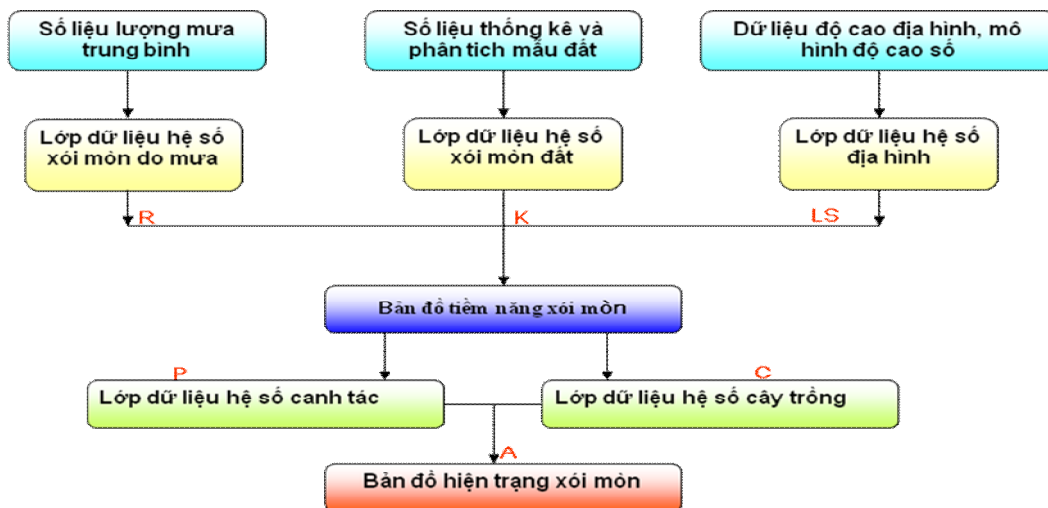 Số liệu lượng mưa
trung bình
Số liệu thống kê và
phân tích mẫu đất
Dữ liệu độ cao địa hình, mô
hình độ cao số
Lớp dữ liệu hệ số
xói mòn do mưa
Lớp dữ liệu hệ số
xói mòn đất
Lớp dữ liệu hệ số
địa hình
R
K
LS
Bản đồ tiềm năng xói mòn
P
C
Lớp dữ liệu hệ số canh tác
Lớp dữ liệu hệ số cây trồng
A
Bản đồ hiện trạng xói mòn